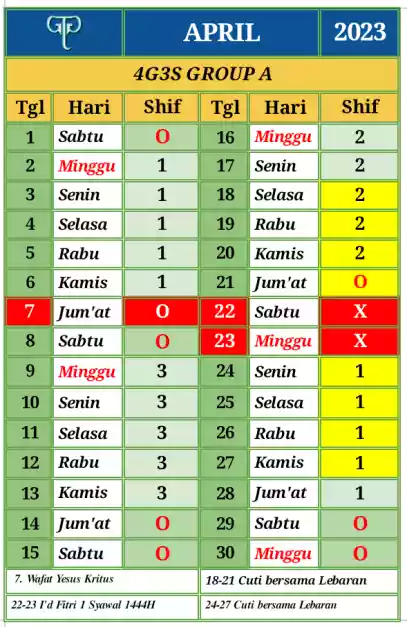 APRIL 2023
4G3S GROUP A
Tgl Hari Shif Tgl Hari Shif
1 Sabtu O 16 Minggu 2
2 Minggu 1 17 Senin 2
3 Senin 1 18 Selasa 2
4 Selasa 1 19 Rabu 2
5 Rabu 1 20 Kamis 2
6 Kamis 1 21 Jum'at O
7 Jum'at O 22 Sabtu X
8 Sabtu O 23 Minggu X
9 Minggu 3 24 Senin 1
10 Senin 3 25 Selasa 1
11 Selasa 3 26 Rabu 1
12 Rabu 3 27 Kamis 1
13 Kamis 3 28 Jum'at 1
14 Jum'at O 29 Sabtu O
15 Sabtu O 30 Minggu O
7. Wafat Yesus Kritus 18-21 Cuti bersama Lebaran
22-23 I'd Fitri 1 Syawal 1444H 24-27 Cuti bersama Lebaran